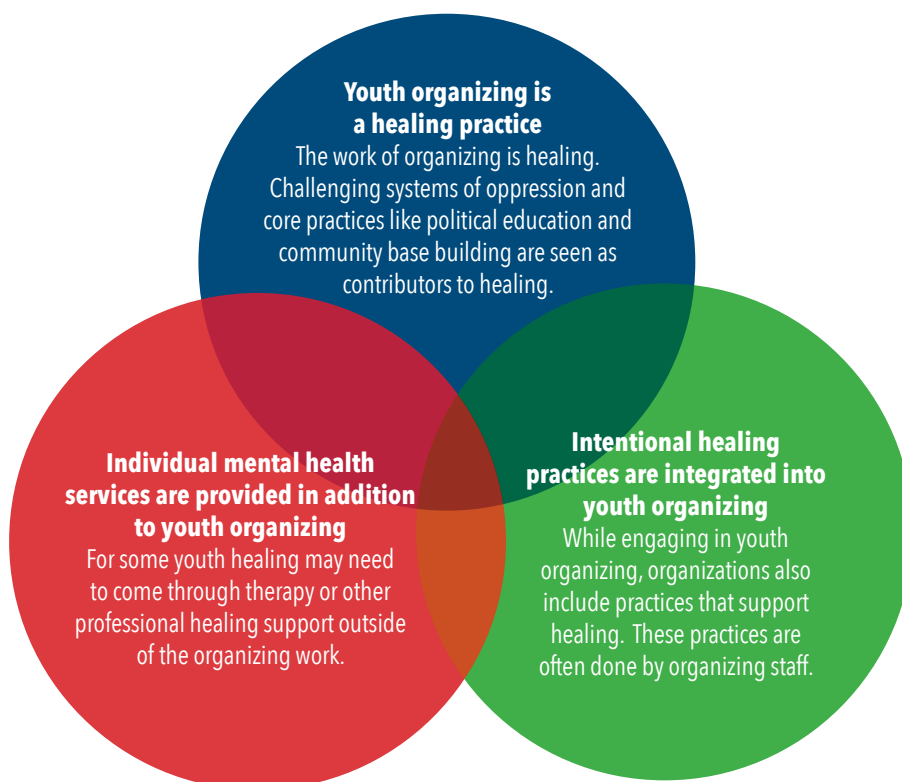 Youth organizing is
a healing practice
The work of organizing is healing.
Challenging systems of oppression and
core practices like political education and
community base building are seen as
contributors to healing.
Individual mental health
services are provided in addition
to youth organizing
For some youth healing may need
to come through therapy or other
professional healing support outside
of the organizing work.
Intentional healing
practices are integrated into
youth organizing
While engaging in youth
organizing, organizations also
include practices that support
healing. These practices are
often done by organizing staff.